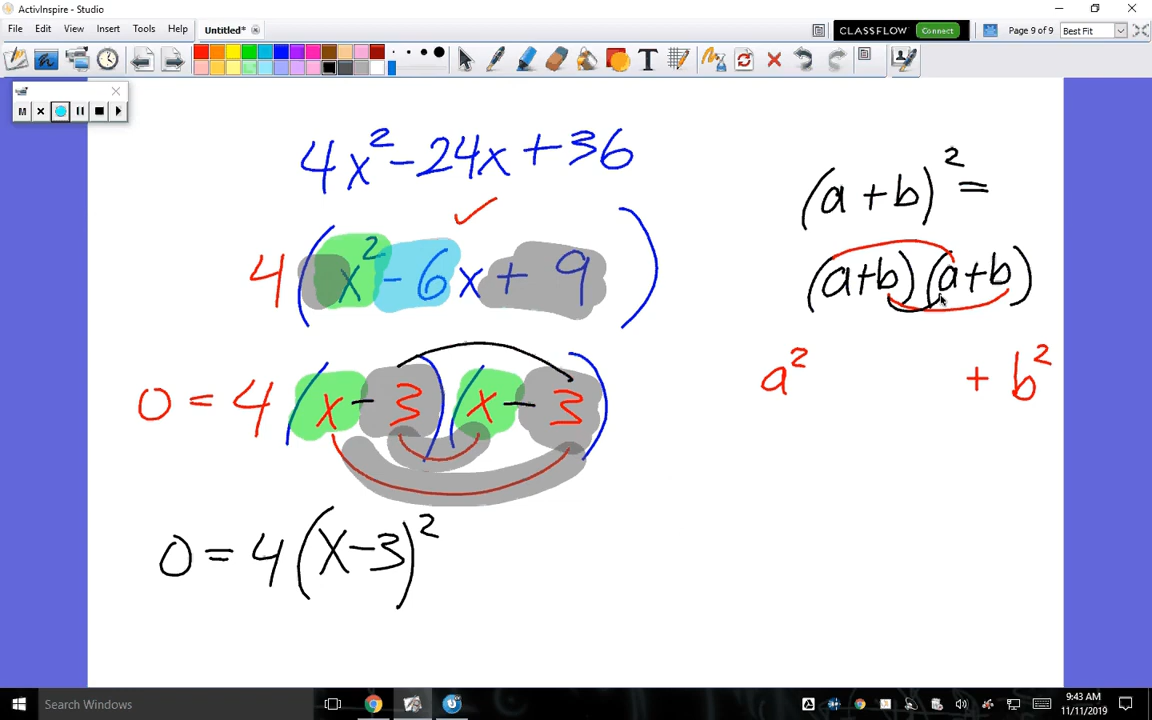 ActivInspire - Studio
File Edit View Insert Tools Help Untitled* CLASSFLOW Connect Page 9 of 9 Best Fit
M
4x² - 24x + 36
4(x² - 6x + 9)
0 = 4(x - 3)(x - 3)
0 = 4(x - 3)²
(a + b)² =
(a + b)(a + b)
a² + b²
Search Windows
9:43 AM
11/11/2019